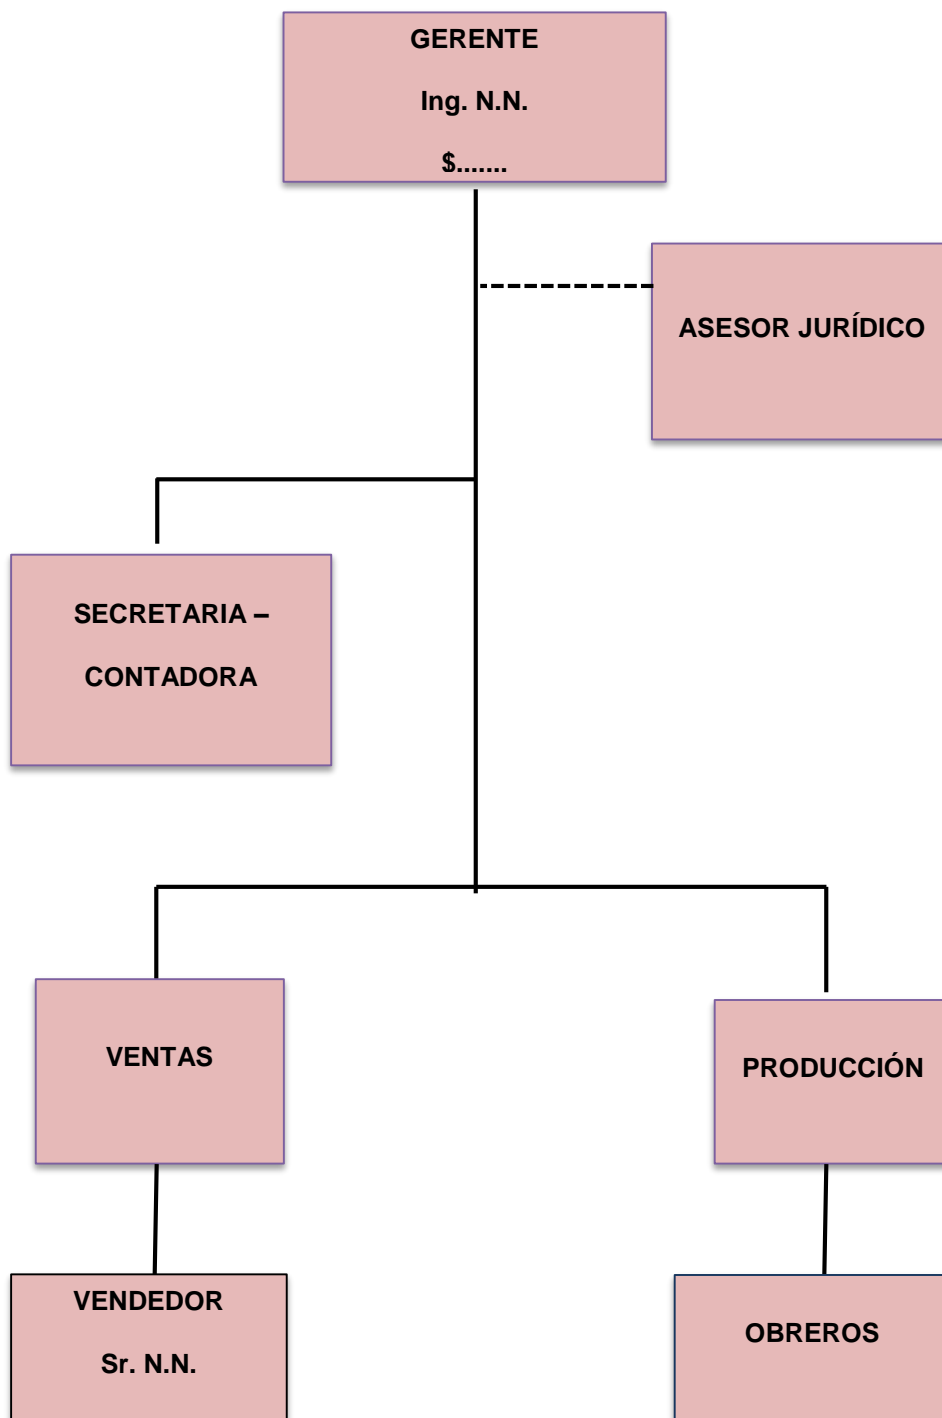 GERENTE
Ing. N.N.
$.......
ASESOR JURÍDICO
SECRETARIA –
CONTADORA
VENTAS
PRODUCCIÓN
VENDEDOR
Sr. N.N.
OBREROS